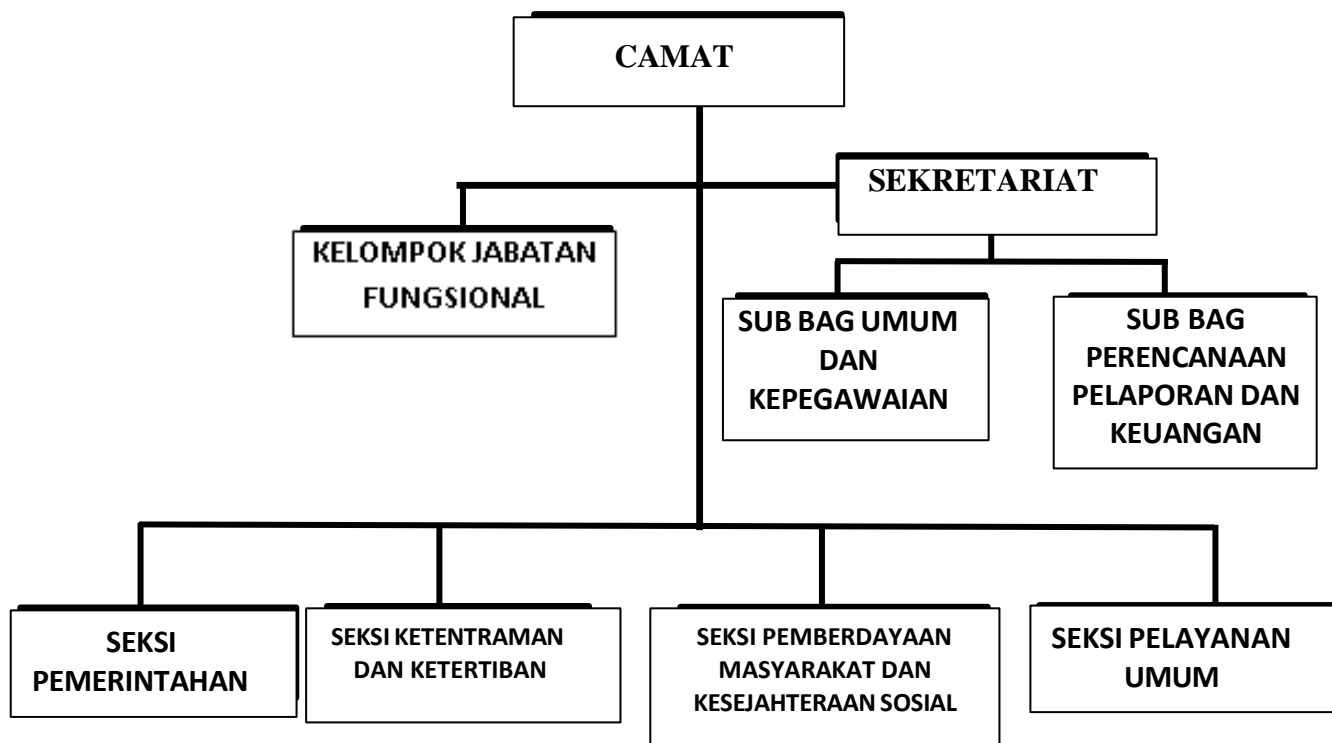 CAMAT
SEKRETARIAT
KELOMPOK JABATAN
FUNGSIONAL
SUB BAG UMUM
DAN
KEPEGAWAIAN
SUB BAG
PERENCANAAN
PELAPORAN DAN
KEUANGAN
SEKSI
PEMERINTAHAN
SEKSI KETENTRAMAN
DAN KETERTIBAN
SEKSI PEMBERDAYAAN
MASYARAKAT DAN
KESEJAHTERAAN SOSIAL
SEKSI PELAYANAN
UMUM